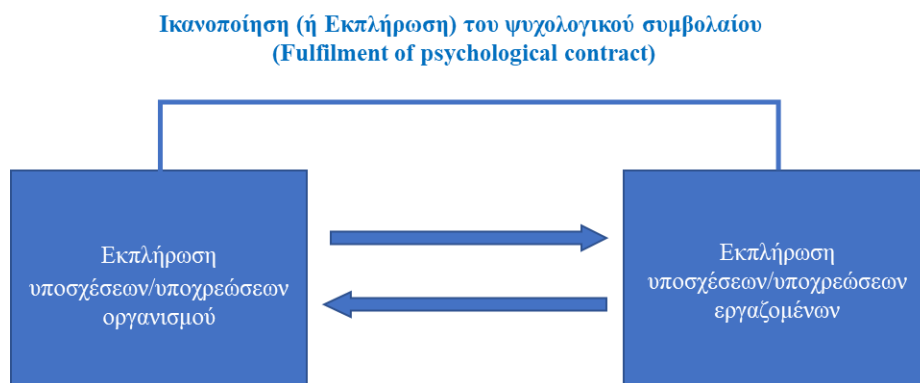 Ικανοποίηση (ή Εκπλήρωση) του ψυχολογικού συμβολαίου
(Fulfilment of psychological contract)
Εκπλήρωση
υποσχέσεων/υποχρεώσεων
οργανισμού
Εκπλήρωση
υποσχέσεων/υποχρεώσεων
εργαζομένων